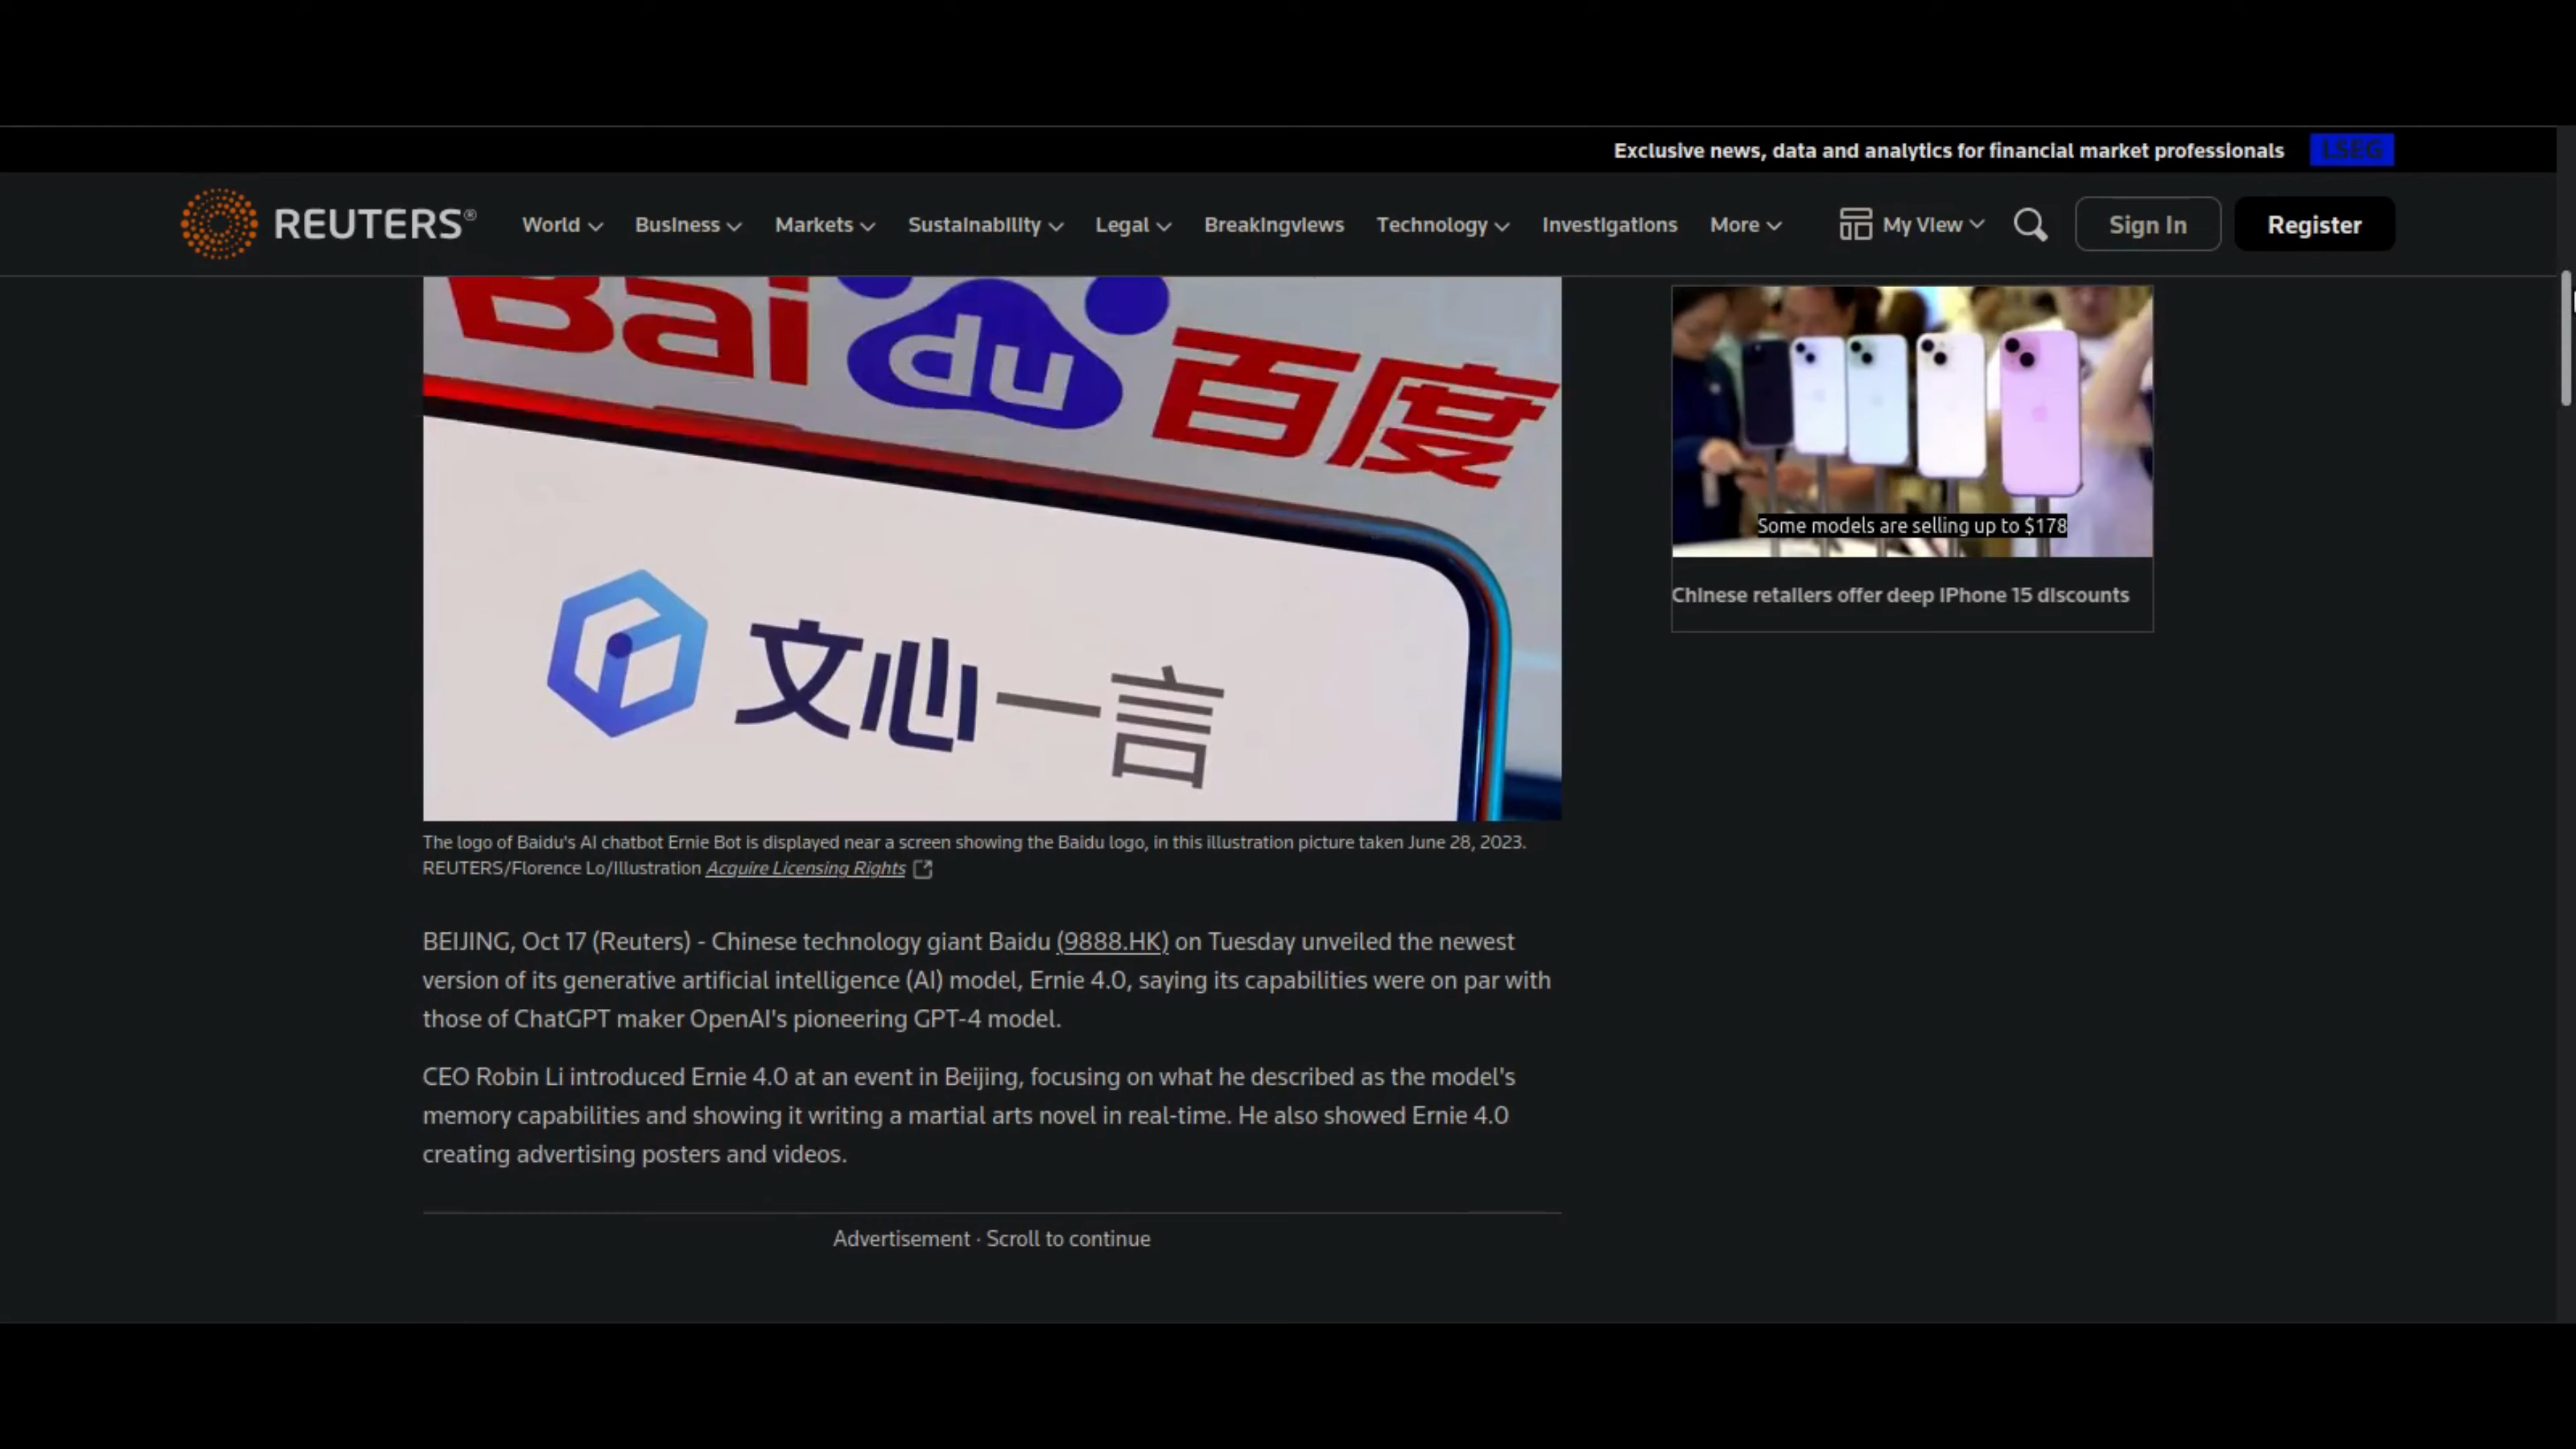 Exclusive news, data and analytics for financial market professionals LSEG
REUTERS® World Business Markets Sustainability Legal Breakingviews Technology Investigations More My View Sign In Register
Bai du 百度
文心一言
Some models are selling up to $178
Chinese retailers offer deep iPhone 15 discounts
The logo of Baidu's AI chatbot Ernie Bot is displayed near a screen showing the Baidu logo, in this illustration picture taken June 28, 2023.
REUTERS/Florence Lo/Illustration Acquire Licensing Rights
BEIJING, Oct 17 (Reuters) - Chinese technology giant Baidu (9888.HK) on Tuesday unveiled the newest
version of its generative artificial intelligence (AI) model, Ernie 4.0, saying its capabilities were on par with
those of ChatGPT maker OpenAI's pioneering GPT-4 model.
CEO Robin Li introduced Ernie 4.0 at an event in Beijing, focusing on what he described as the model's
memory capabilities and showing it writing a martial arts novel in real-time. He also showed Ernie 4.0
creating advertising posters and videos.
Advertisement · Scroll to continue